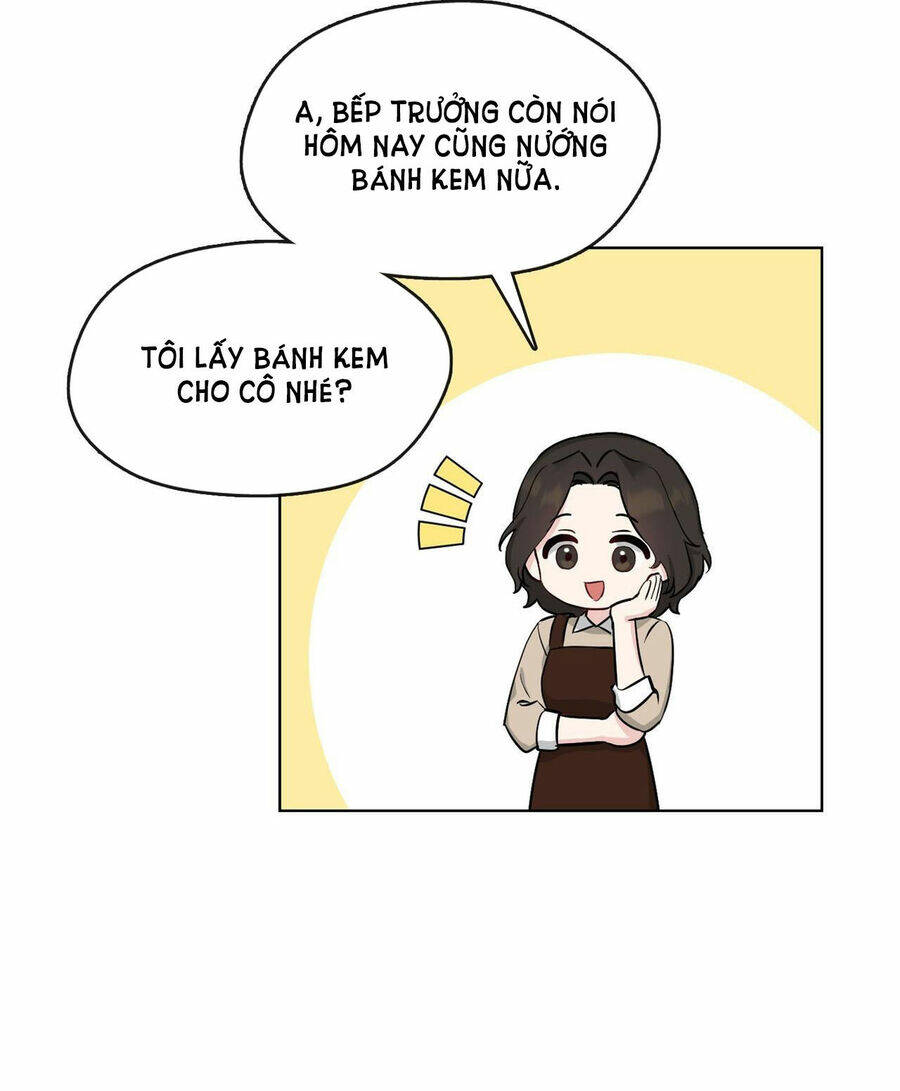 A, BẾP TRƯỞNG CÒN NÓI
HÔM NAY CŨNG NƯỚNG
BÁNH KEM NỮA.
TÔI LẤY BÁNH KEM
CHO CÔ NHÉ?